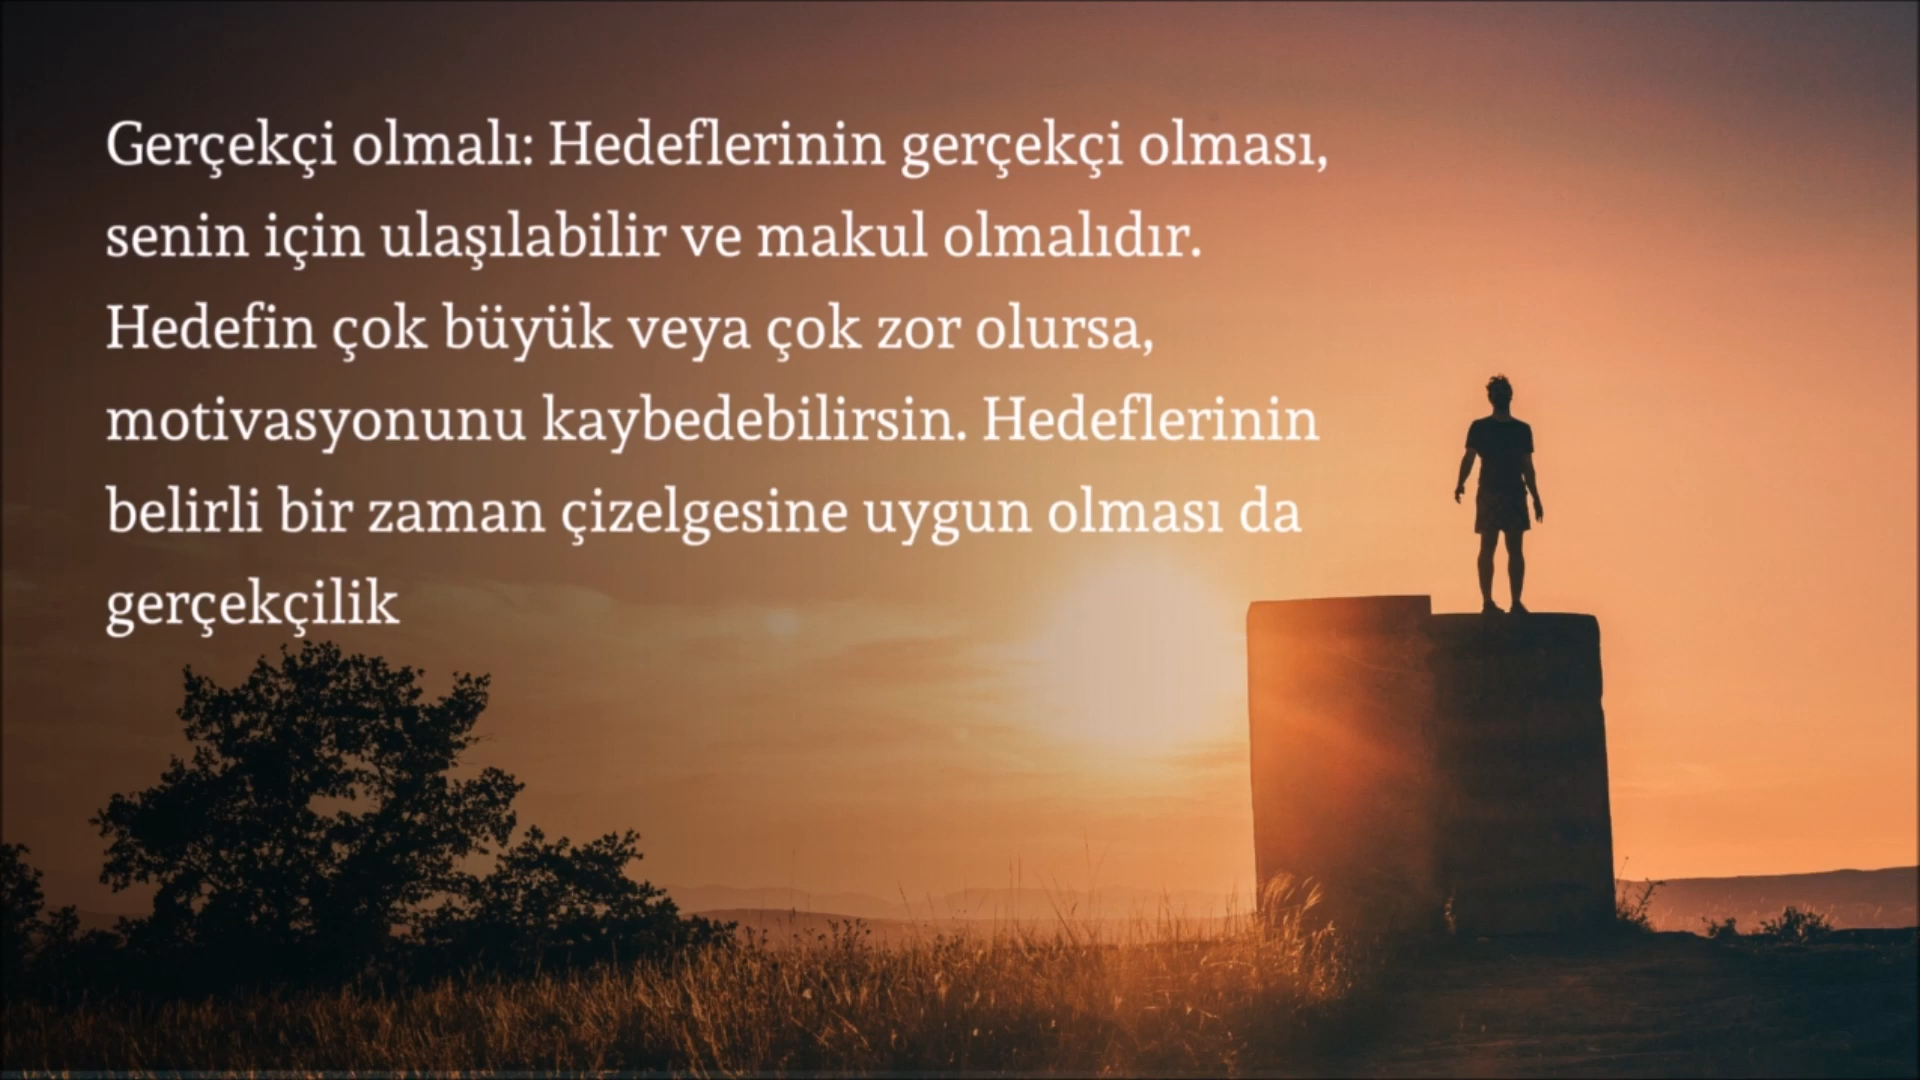 Gerçekçi olmalı: Hedeflerinin gerçekçi olması,
senin için ulaşılabilir ve makul olmalıdır.
Hedefin çok büyük veya çok zor olursa,
motivasyonunu kaybedebilirsin. Hedeflerinin
belirli bir zaman çizelgesine uygun olması da
gerçekçilik